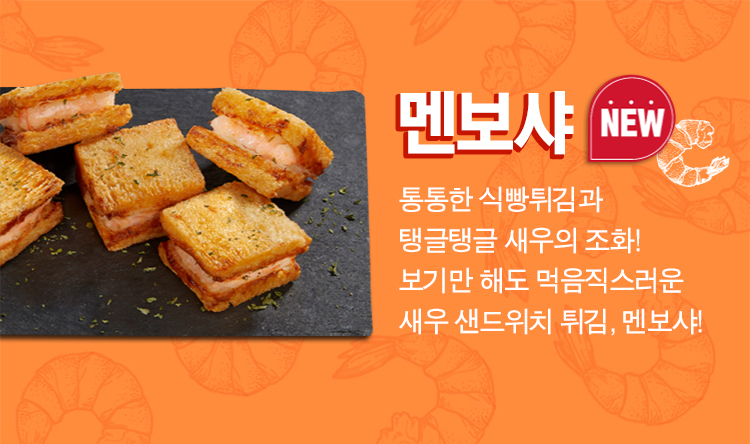 멘보샤
NEW
통통한 식빵튀김과
탱글탱글 새우의 조화!
보기만 해도 먹음직스러운
새우 샌드위치 튀김, 멘보샤!